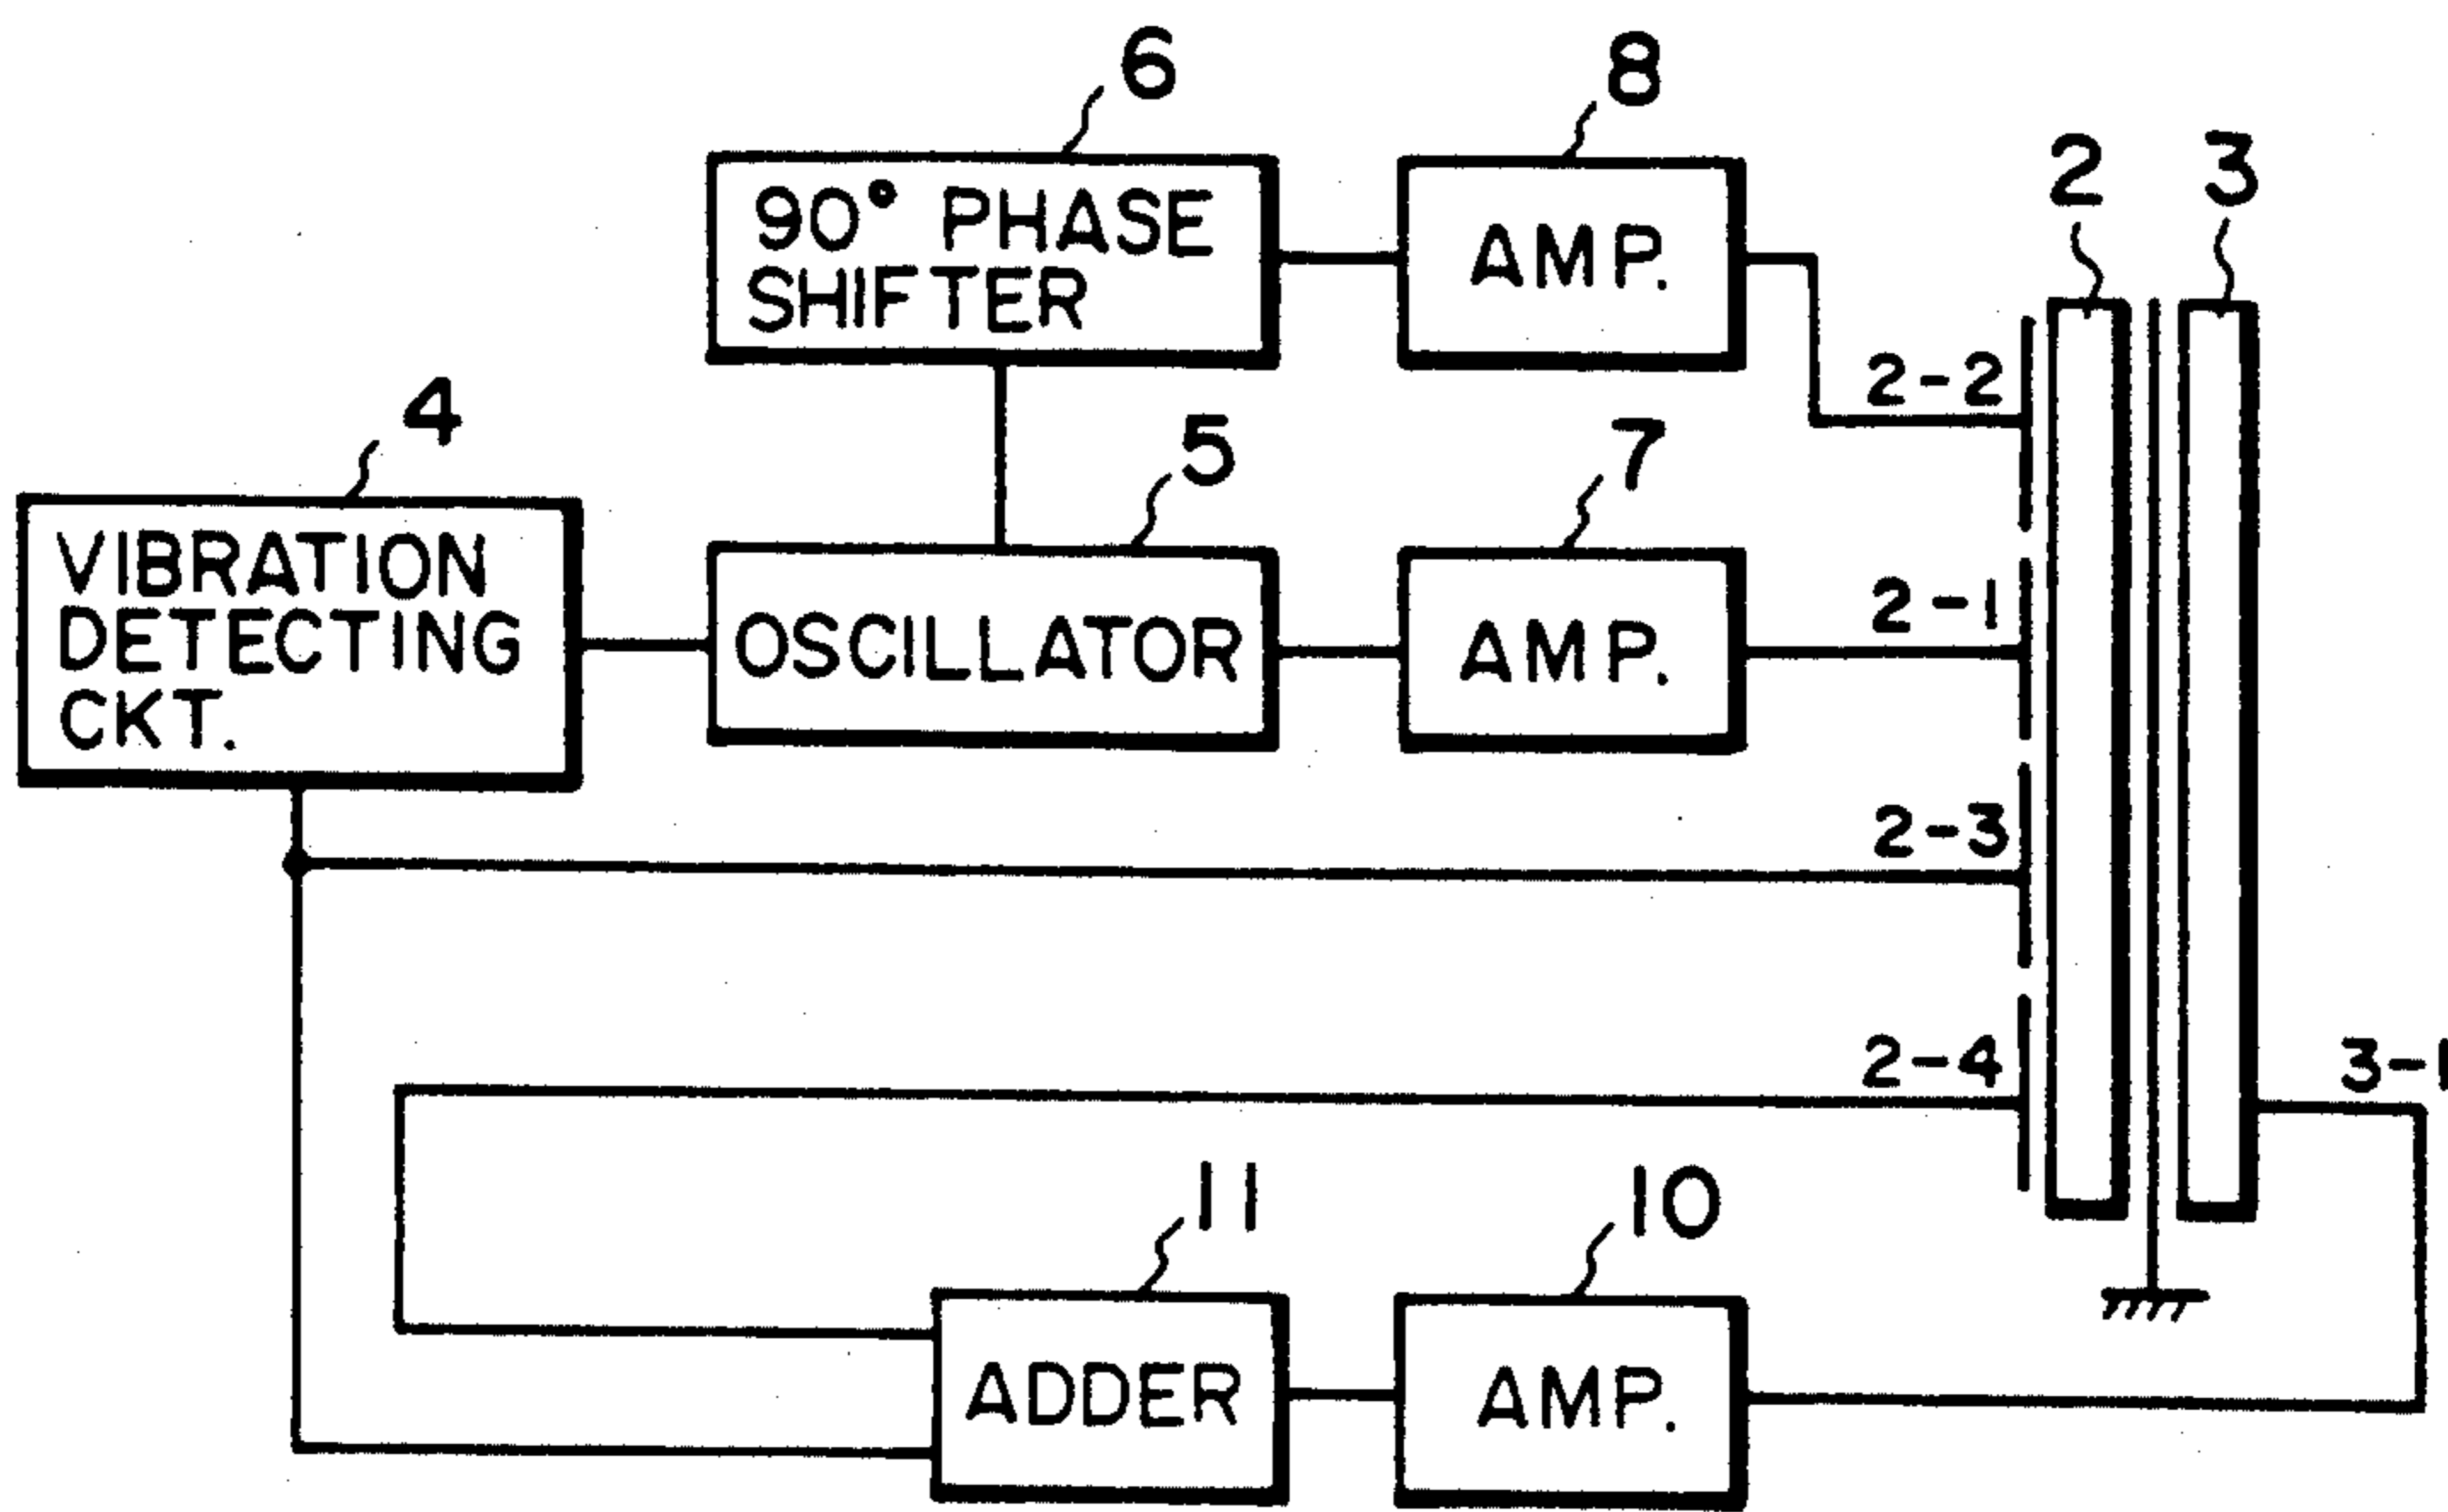 6
8
2
3
90° PHASE
SHIFTER
AMP.
2-2
4
5
7
VIBRATION
DETECTING
CKT.
OSCILLATOR
AMP.
2-1
2-3
2-4
3-1
11
10
ADDER
AMP.